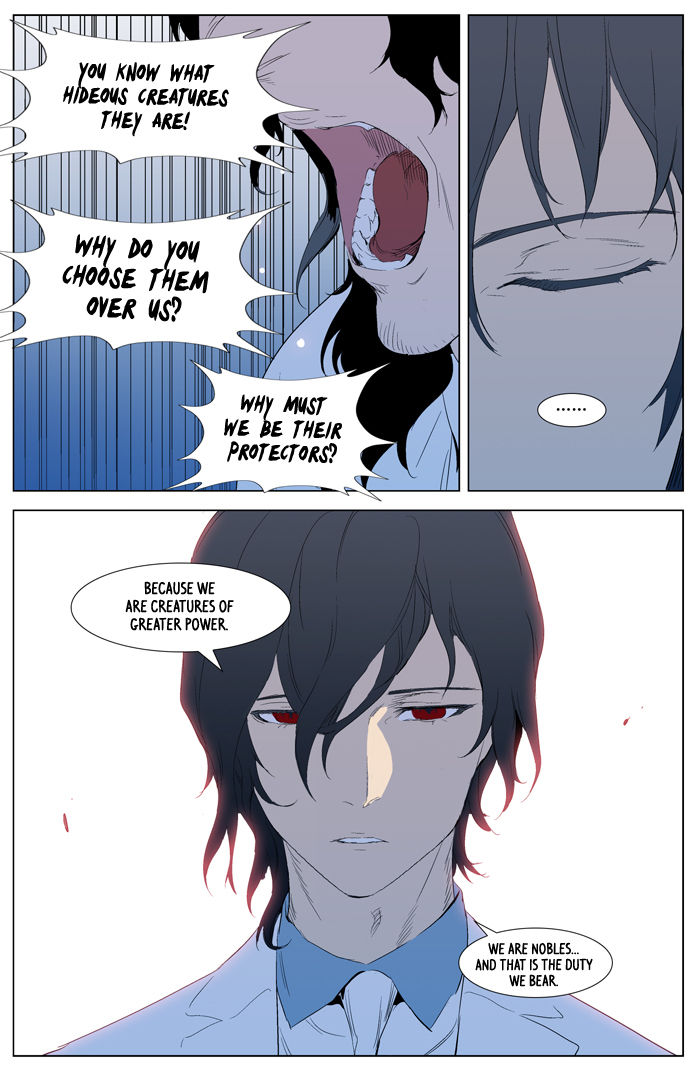 YOU KNOW WHAT
HIDEOUS CREATURES
THEY ARE!
WHY DO YOU
CHOOSE THEM
OVER US?
WHY MUST
WE BE THEIR
PROTECTORS?
......
BECAUSE WE
ARE CREATURES OF
GREATER POWER.
WE ARE NOBLES...
AND THAT IS THE DUTY
WE BEAR.